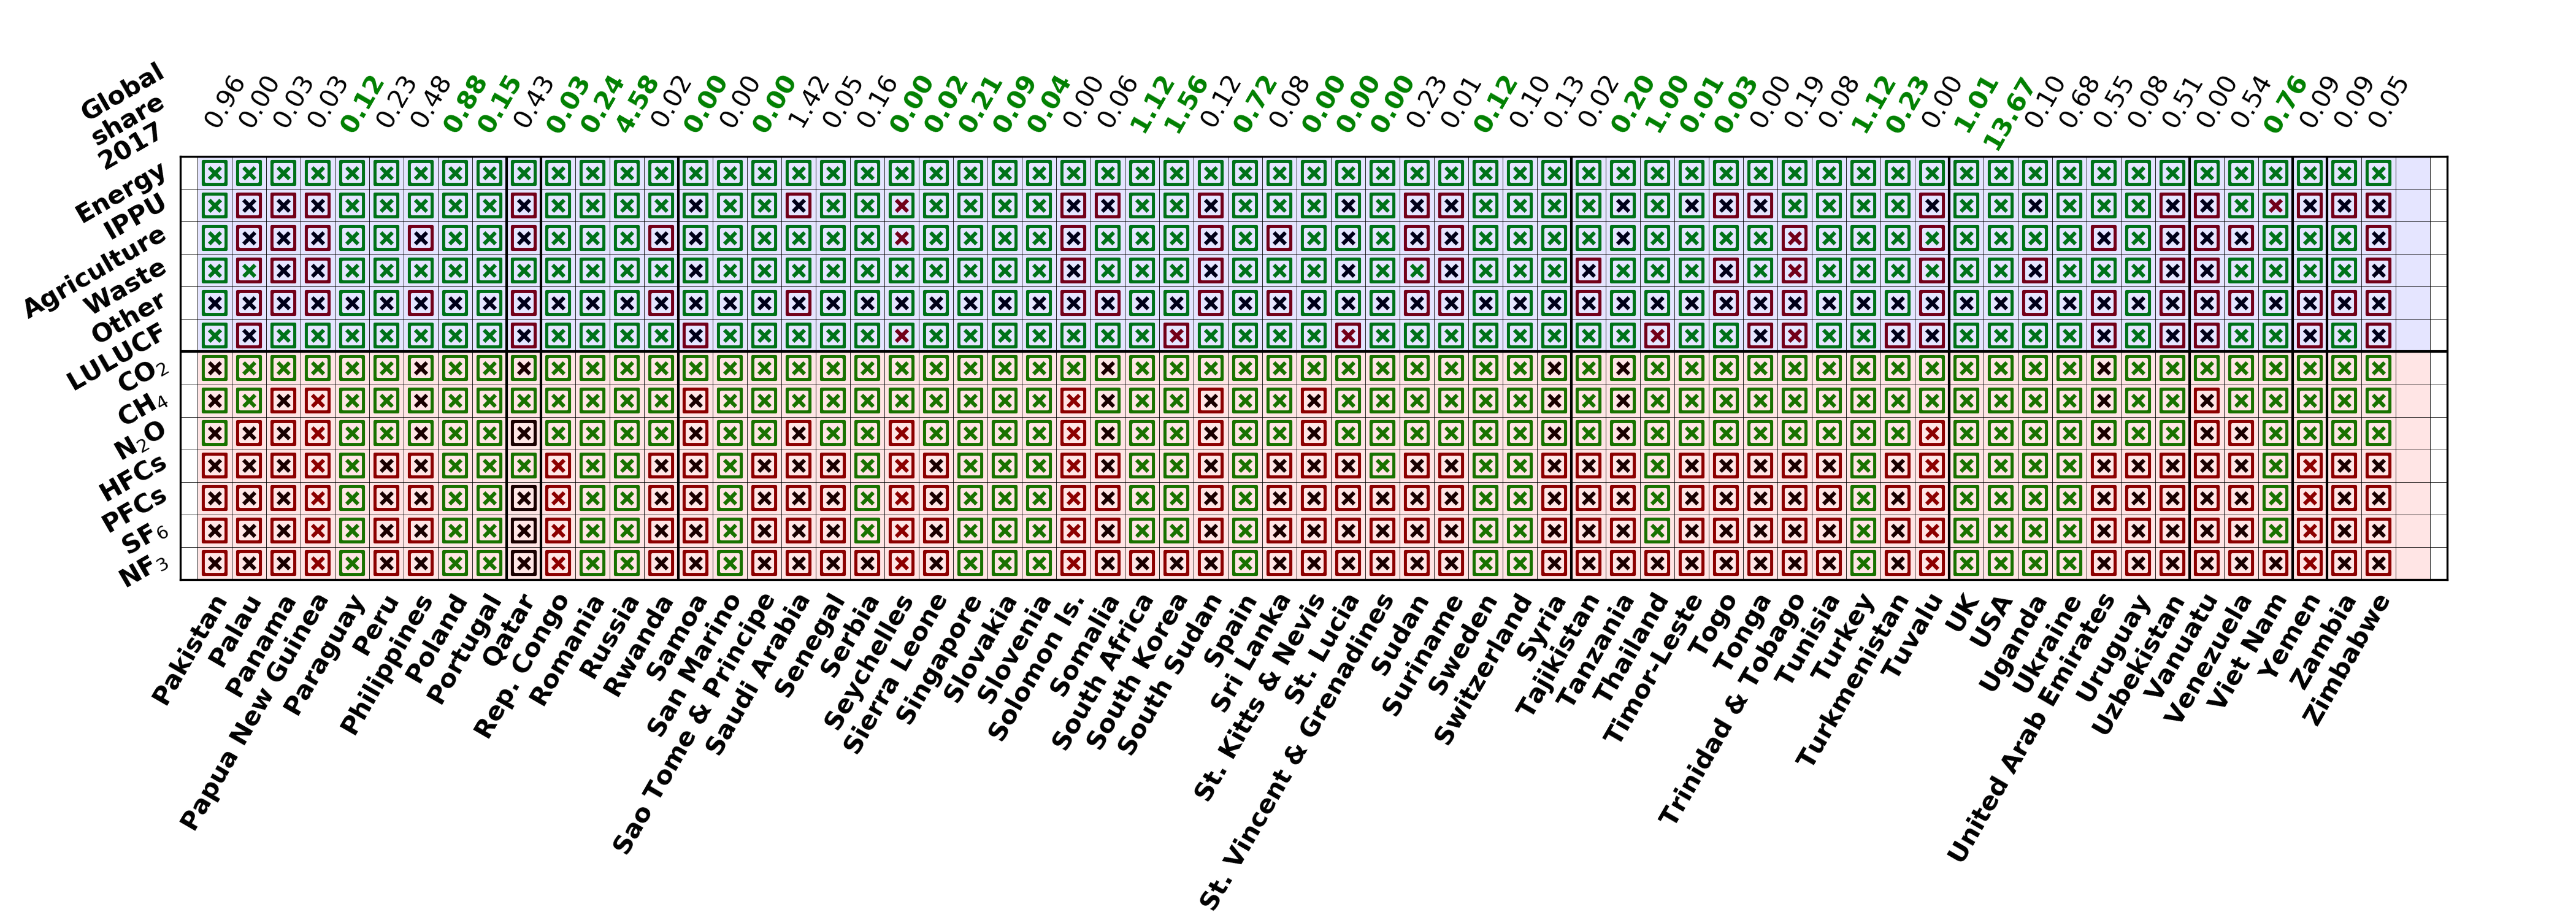 Global
share
2017
0.96
0.00
0.03
0.03
0.12
0.23
0.48
0.88
0.15
0.43
0.03
0.24
4.58
0.02
0.00
0.00
0.00
1.42
0.05
0.16
0.00
0.02
0.21
0.09
0.04
0.00
0.06
1.12
1.56
0.12
0.72
0.08
0.00
0.00
0.00
0.23
0.01
0.12
0.10
0.13
0.02
0.20
1.00
0.01
0.03
0.00
0.19
0.08
1.12
0.23
0.00
1.01
13.67
0.10
0.68
0.55
0.08
0.51
0.00
0.54
0.76
0.09
0.09
0.05
Energy
IPPU
Agriculture
Waste
Other
LULUCF
CO₂
CH₄
N₂O
HFCs
PFCs
SF₆
NF₃
Pakistan
Palau
Panama
Papua New Guinea
Paraguay
Peru
Philippines
Poland
Portugal
Qatar
Rep. Congo
Romania
Russia
Rwanda
Samoa
San Marino
Sao Tome & Principe
Saudi Arabia
Senegal
Serbia
Seychelles
Sierra Leone
Singapore
Slovakia
Slovenia
Solomon Is.
Somalia
South Africa
South Korea
South Sudan
Spain
Sri Lanka
St. Kitts & Nevis
St. Lucia
St. Vincent & Grenadines
Sudan
Suriname
Sweden
Switzerland
Syria
Tajikistan
Tanzania
Thailand
Timor-Leste
Togo
Tonga
Trinidad & Tobago
Tunisia
Turkey
Turkmenistan
Tuvalu
UK
USA
Uganda
Ukraine
United Arab Emirates
Uruguay
Uzbekistan
Vanuatu
Venezuela
Viet Nam
Yemen
Zambia
Zimbabwe